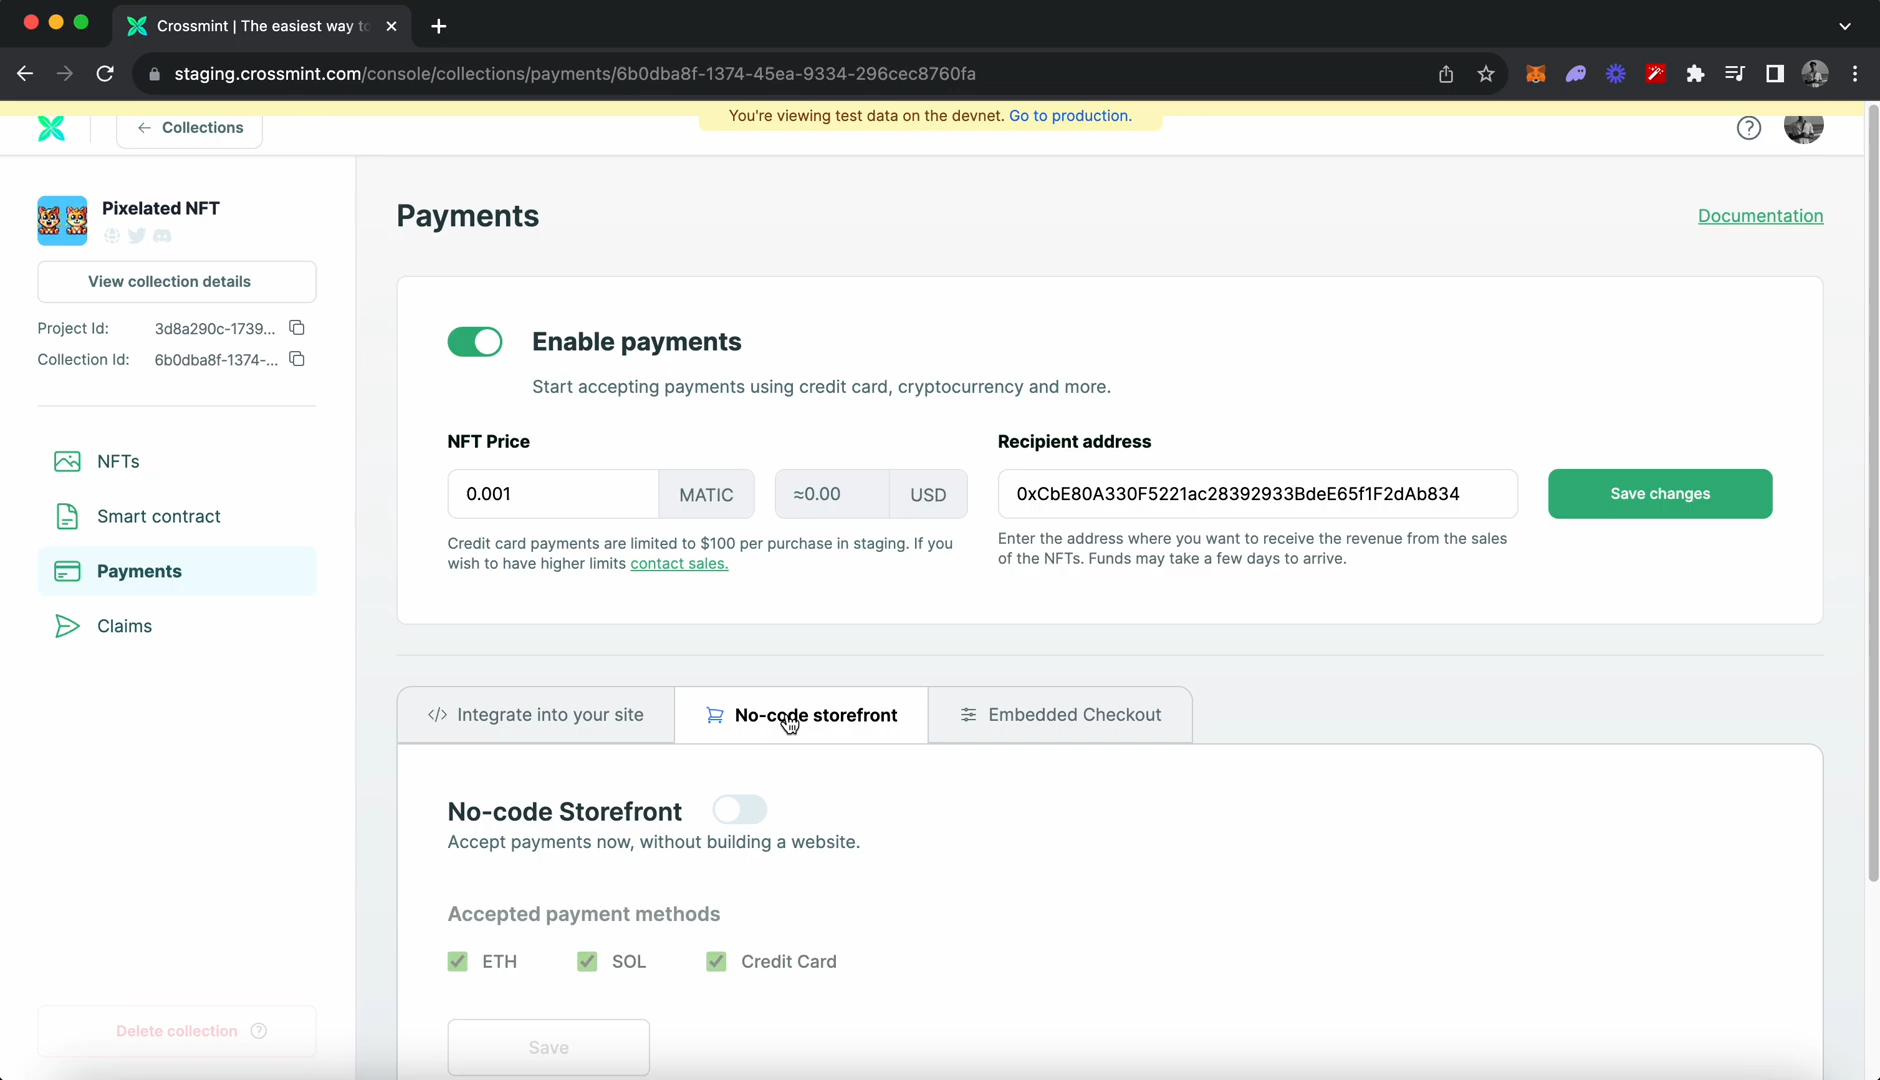 Crossmint | The easiest way to
staging.crossmint.com/console/collections/payments/6b0dba8f-1374-45ea-9334-296cec8760fa
You're viewing test data on the devnet. Go to production.
← Collections
Pixelated NFT
View collection details
Project Id: 3d8a290c-1739...
Collection Id: 6b0dba8f-1374-...
NFTs
Smart contract
Payments
Claims
Delete collection
Payments
Documentation
Enable payments
Start accepting payments using credit card, cryptocurrency and more.
NFT Price
0.001 MATIC ≈0.00 USD
Credit card payments are limited to $100 per purchase in staging. If you
wish to have higher limits contact sales.
Recipient address
0xCbE80A330F5221ac28392933BdeE65f1F2dAb834
Save changes
Enter the address where you want to receive the revenue from the sales
of the NFTs. Funds may take a few days to arrive.
</> Integrate into your site
No-code storefront
Embedded Checkout
No-code Storefront
Accept payments now, without building a website.
Accepted payment methods
ETH SOL Credit Card
Save